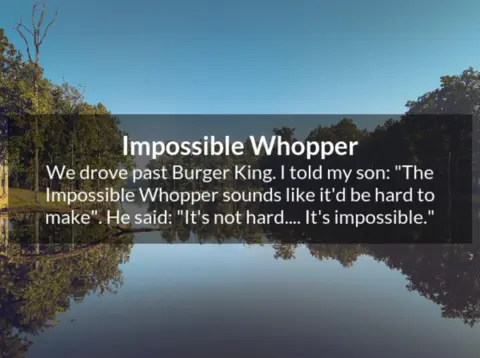 Impossible Whopper
We drove past Burger King. I told my son: "The
Impossible Whopper sounds like it'd be hard to
make". He said: "It's not hard.... It's impossible."